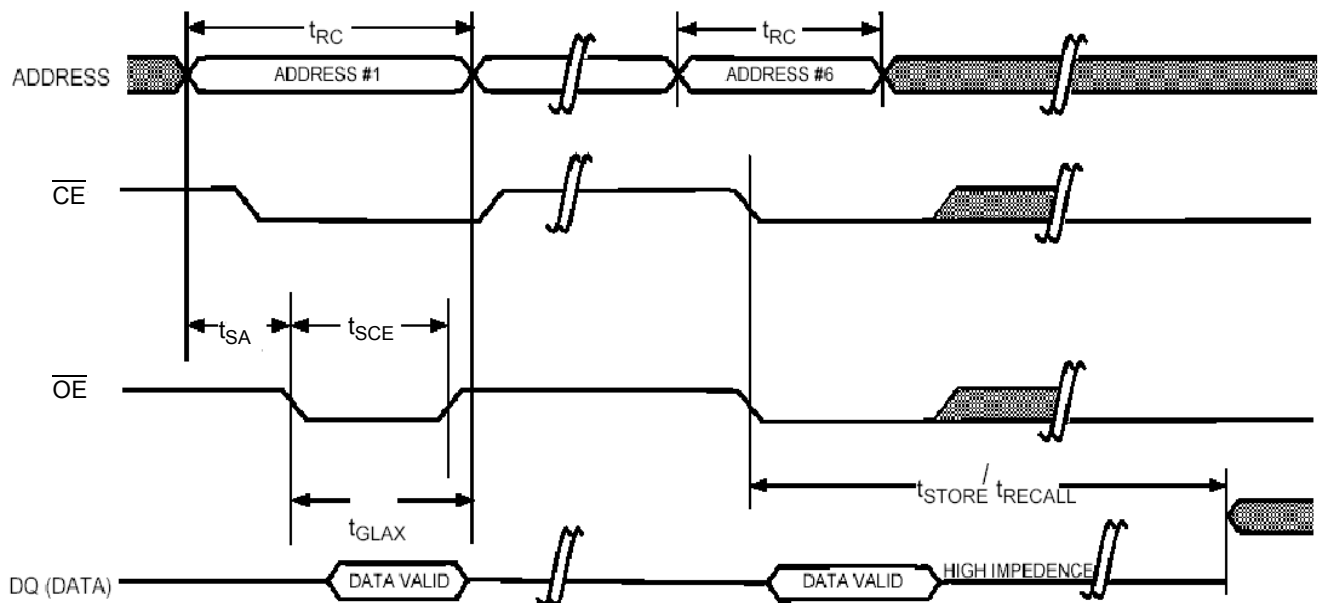 tRC
tRC
ADDRESS
ADDRESS #1
ADDRESS #6
CE
tSA
tSCE
OE
tSTORE / tRECALL
tGLAX
DQ (DATA)
DATA VALID
DATA VALID
HIGH IMPEDENCE